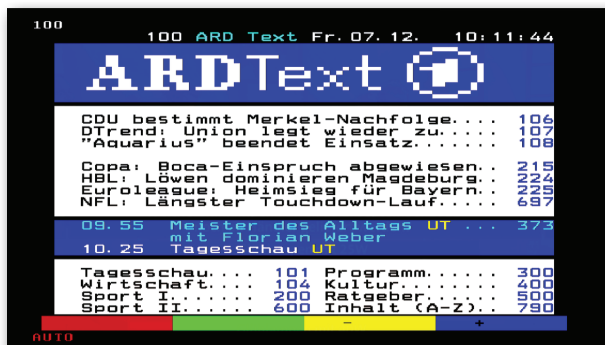 100
100 ARD Text Fr. 07. 12. 10:11:44
ARDText 1
CDU bestimmt Merkel-Nachfolge.... 106
DTrend: Union legt wieder zu..... 107
"Aquarius" beendet Einsatz....... 108
Copa: Boca-Einspruch abgewiesen.. 215
HBL: Löwen dominieren Magdeburg. 224
Euroleague: Heimsieg für Bayern.. 225
NFL: Längster Touchdown-Lauf..... 697
09.55 Meister des Alltags UT ... 373
mit Florian Weber
10.25 Tagesschau UT
Tagesschau.... 101 Programm...... 300
Wirtschaft.... 104 Kultur........ 400
Sport I....... 200 Ratgeber...... 500
Sport II...... 600 Inhalt (A-Z).. 790
- +
AUTO